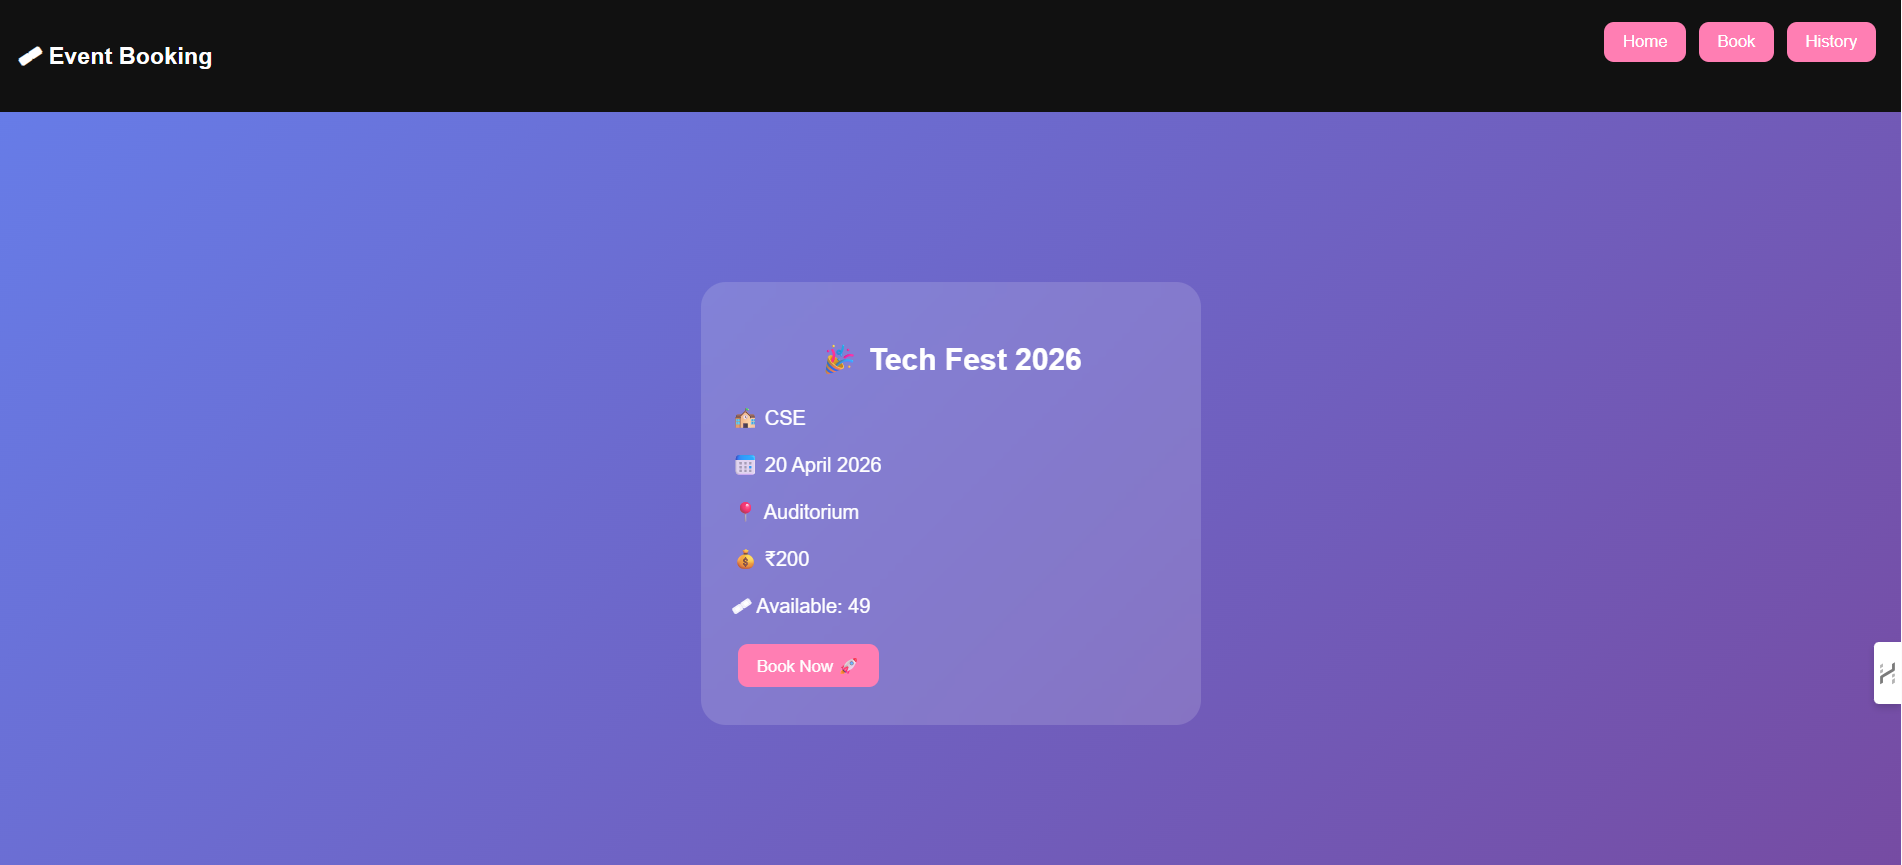 Event Booking
Home Book History
Tech Fest 2026
CSE
20 April 2026
Auditorium
₹200
Available: 49
Book Now